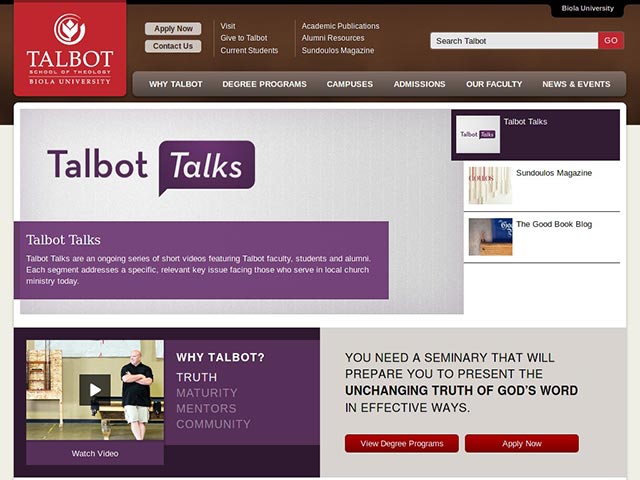 Biola University
TALBOT
SCHOOL OF THEOLOGY
BIOLA UNIVERSITY
Apply Now
Contact Us
Visit
Give to Talbot
Current Students
Academic Publications
Alumni Resources
Sundoulos Magazine
Search Talbot
GO
WHY TALBOT
DEGREE PROGRAMS
CAMPUSES
ADMISSIONS
OUR FACULTY
NEWS & EVENTS
Talbot Talks
Talbot Talks
Talbot Talks are an ongoing series of short videos featuring Talbot faculty, students and alumni.
Each segment addresses a specific, relevant key issue facing those who serve in local church
ministry today.
Talbot Talks
Talbot Talks
doulos
Sundoulos Magazine
The Good Book Blog
WHY TALBOT?
TRUTH
MATURITY
MENTORS
COMMUNITY
Watch Video
YOU NEED A SEMINARY THAT WILL
PREPARE YOU TO PRESENT THE
UNCHANGING TRUTH OF GOD'S WORD
IN EFFECTIVE WAYS.
View Degree Programs
Apply Now